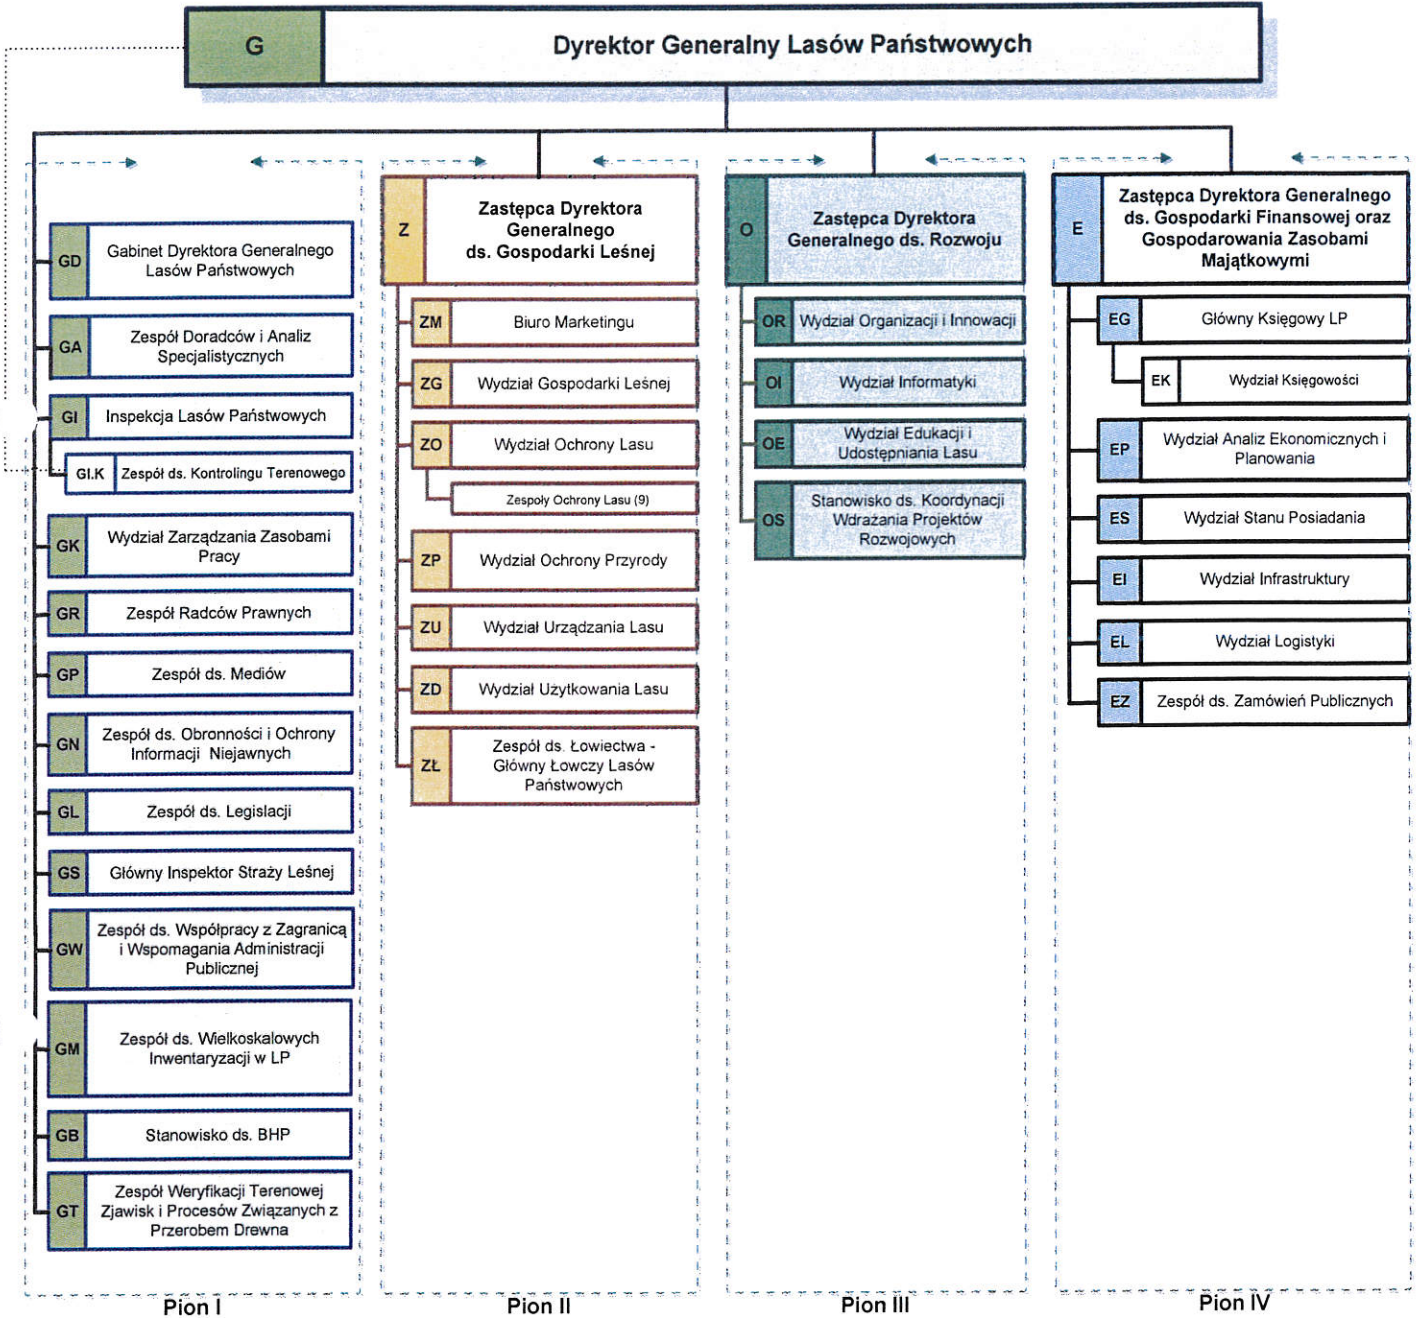 G
Dyrektor Generalny Lasów Państwowych
GD
Gabinet Dyrektora Generalnego
Lasów Państwowych
GA
Zespół Doradców i Analiz
Specjalistycznych
GI
Inspekcja Lasów Państwowych
GI.K
Zespół ds. Kontrolingu Terenowego
GK
Wydział Zarządzania Zasobami
Pracy
GR
Zespół Radców Prawnych
GP
Zespół ds. Mediów
GN
Zespół ds. Obronności i Ochrony
Informacji Niejawnych
GL
Zespół ds. Legislacji
GS
Główny Inspektor Straży Leśnej
GW
Zespół ds. Współpracy z Zagranicą
i Wspomagania Administracji
Publicznej
GM
Zespół ds. Wielkoskalowych
Inwentaryzacji w LP
GB
Stanowisko ds. BHP
GT
Zespół Weryfikacji Terenowej
Zjawisk i Procesów Związanych z
Przerobem Drewna
Pion I
Z
Zastępca Dyrektora
Generalnego
ds. Gospodarki Leśnej
ZM
Biuro Marketingu
ZG
Wydział Gospodarki Leśnej
ZO
Wydział Ochrony Lasu
Zespoły Ochrony Lasu (9)
ZP
Wydział Ochrony Przyrody
ZU
Wydział Urządzania Lasu
ZD
Wydział Użytkowania Lasu
ZŁ
Zespół ds. Łowiectwa -
Główny Łowczy Lasów
Państwowych
Pion II
O
Zastępca Dyrektora
Generalnego ds. Rozwoju
OR
Wydział Organizacji i Innowacji
OI
Wydział Informatyki
OE
Wydział Edukacji i
Udostępniania Lasu
OS
Stanowisko ds. Koordynacji
Wdrażania Projektów
Rozwojowych
Pion III
E
Zastępca Dyrektora Generalnego
ds. Gospodarki Finansowej oraz
Gospodarowania Zasobami
Majątkowymi
EG
Główny Księgowy LP
EK
Wydział Księgowości
EP
Wydział Analiz Ekonomicznych i
Planowania
ES
Wydział Stanu Posiadania
EI
Wydział Infrastruktury
EL
Wydział Logistyki
EZ
Zespół ds. Zamówień Publicznych
Pion IV